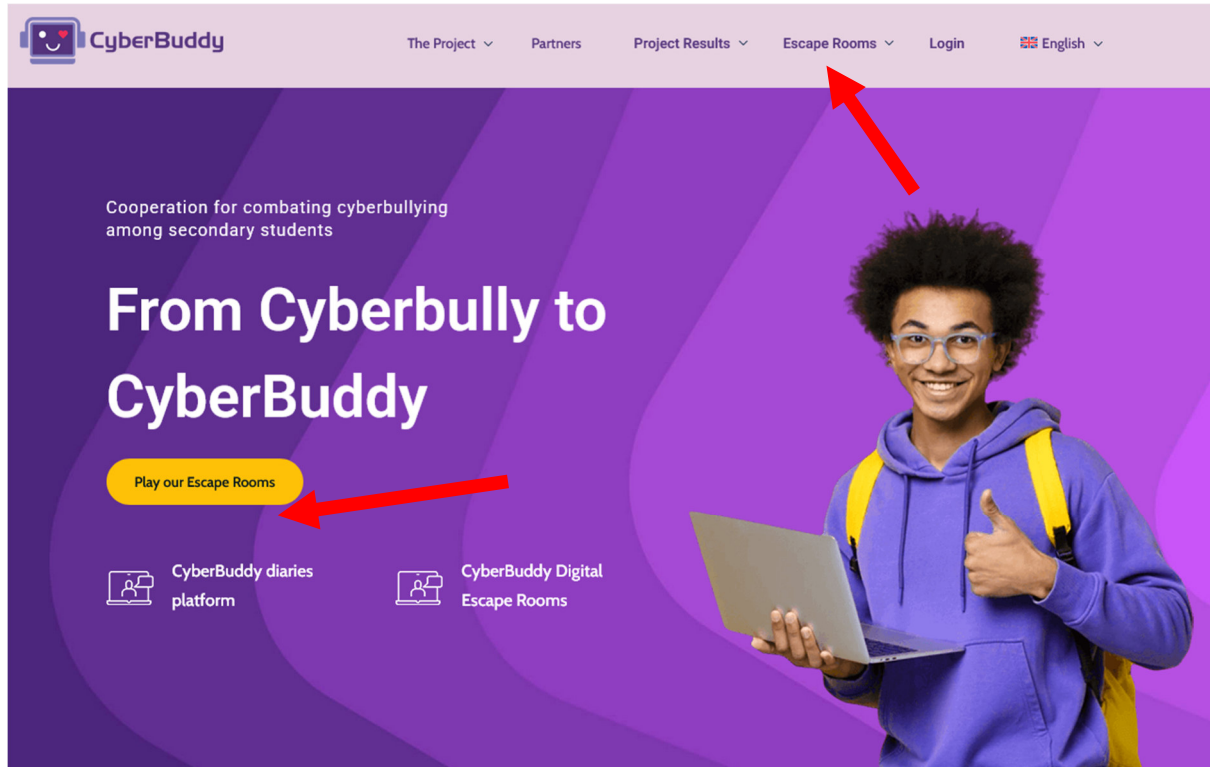 CyberBuddy
The Project
Partners
Project Results
Escape Rooms
Login
English
Cooperation for combating cyberbullying
among secondary students
From Cyberbully to
CyberBuddy
Play our Escape Rooms
CyberBuddy diaries
platform
CyberBuddy Digital
Escape Rooms